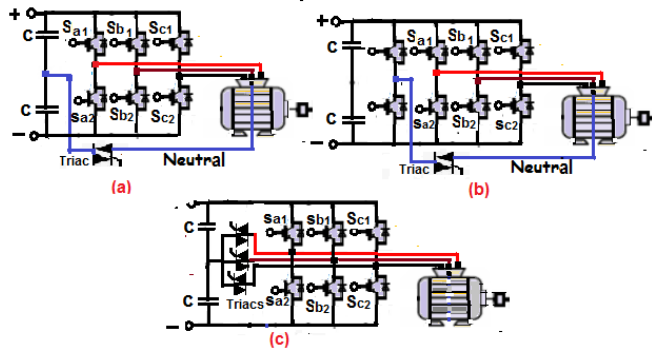 +
C
Sa1
Sb1
Sc1
C
sa2
Sb2
Sc2
−
Triac
Neutral
(a)
+
C
Sa1
Sb1
Sc1
C
sa2
Sb2
sc2
−
Triac
Neutral
(b)
C
sa1
sb1
Sc1
C
Triacs
sa2
Sb2
Sc2
−
(c)